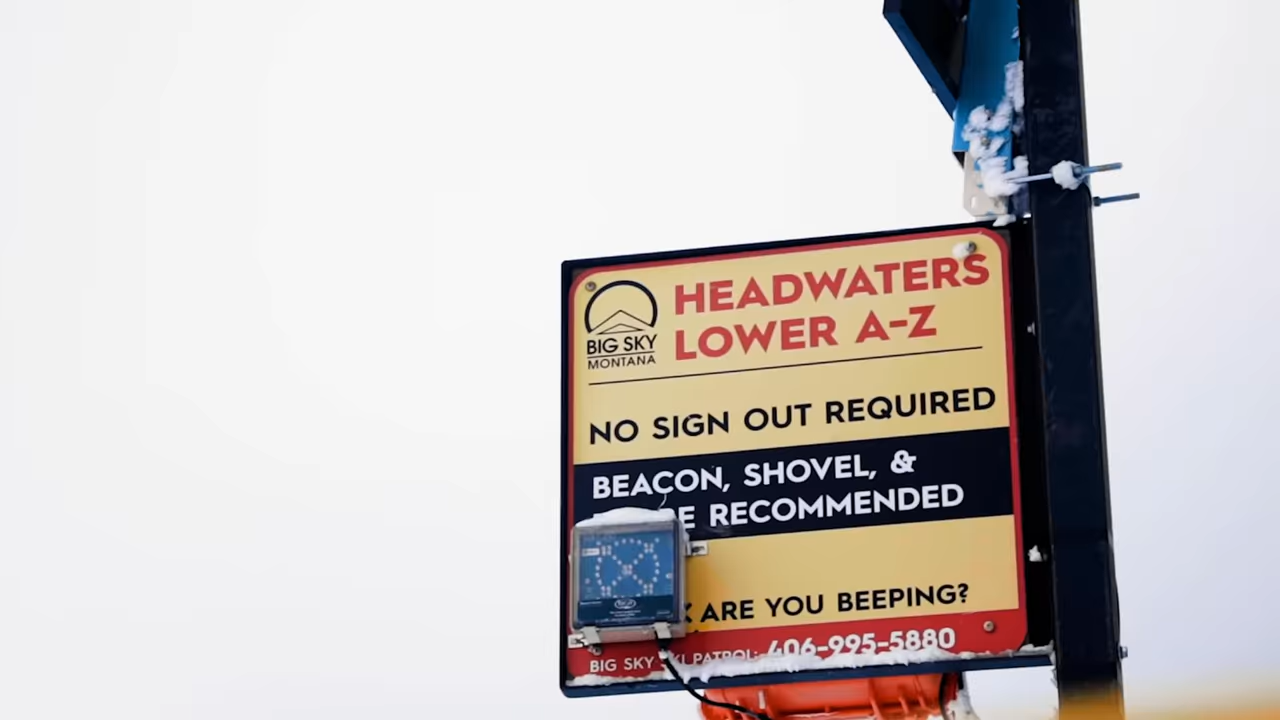 HEADWATERS
LOWER A-Z
BIG SKY
MONTANA
NO SIGN OUT REQUIRED
BEACON, SHOVEL, &
RECOMMENDED
ARE YOU BEEPING?
BIG SKY PATROL: 406-995-5880